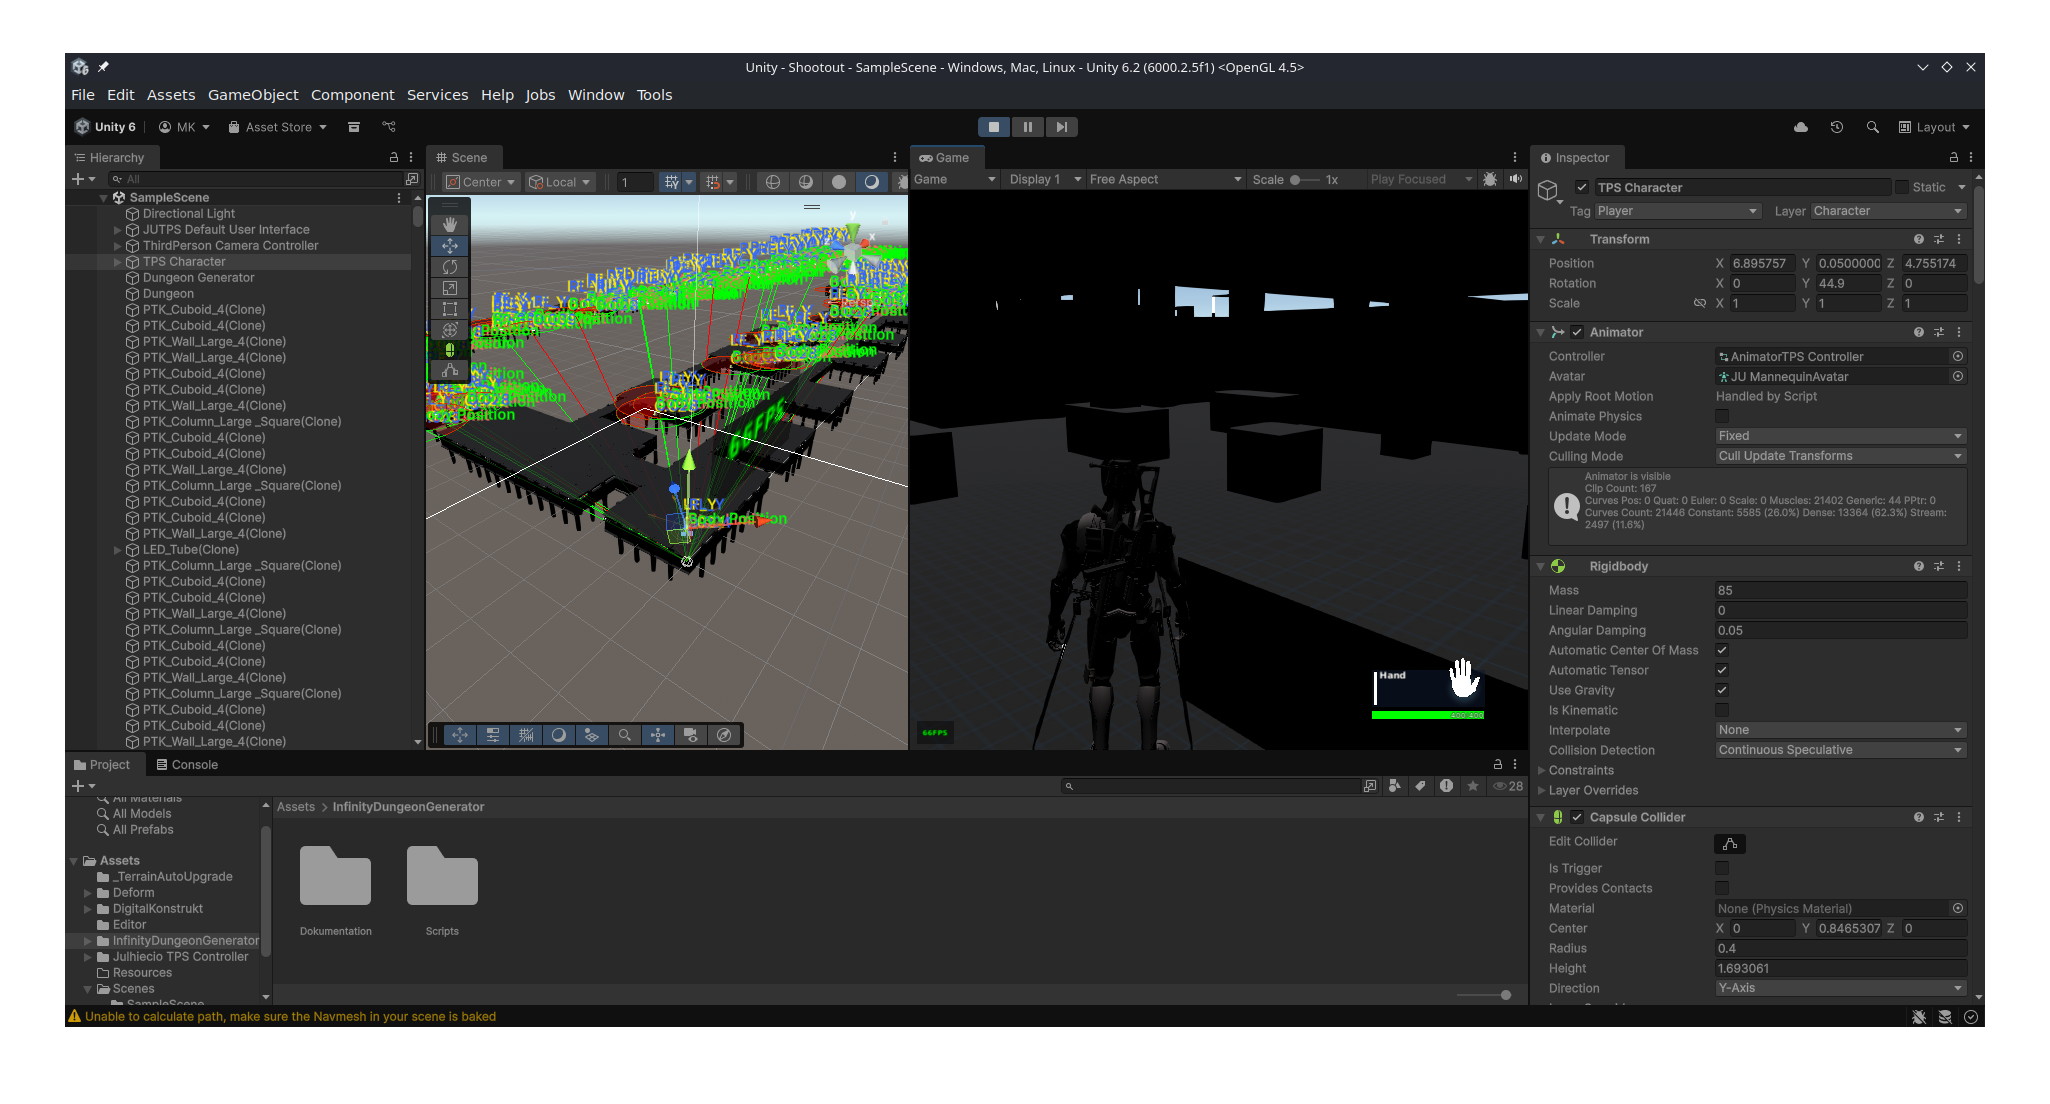 Unity - Shootout - SampleScene - Windows, Mac, Linux - Unity 6.2 (6000.2.5f1) <OpenGL 4.5>
File Edit Assets GameObject Component Services Help Jobs Window Tools
Unity 6 MK Asset Store Layout
Hierarchy
All
SampleScene
Directional Light
JUTPS Default User Interface
ThirdPerson Camera Controller
TPS Character
Dungeon Generator
Dungeon
PTK_Cuboid_4(Clone)
PTK_Cuboid_4(Clone)
PTK_Wall_Large_4(Clone)
PTK_Wall_Large_4(Clone)
PTK_Cuboid_4(Clone)
PTK_Cuboid_4(Clone)
PTK_Wall_Large_4(Clone)
PTK_Column_Large _Square(Clone)
PTK_Cuboid_4(Clone)
PTK_Cuboid_4(Clone)
PTK_Wall_Large_4(Clone)
PTK_Column_Large _Square(Clone)
PTK_Cuboid_4(Clone)
PTK_Cuboid_4(Clone)
PTK_Wall_Large_4(Clone)
LED_Tube(Clone)
PTK_Column_Large _Square(Clone)
PTK_Cuboid_4(Clone)
PTK_Cuboid_4(Clone)
PTK_Wall_Large_4(Clone)
PTK_Column_Large _Square(Clone)
PTK_Cuboid_4(Clone)
PTK_Cuboid_4(Clone)
PTK_Wall_Large_4(Clone)
PTK_Column_Large _Square(Clone)
PTK_Cuboid_4(Clone)
PTK_Cuboid_4(Clone)
PTK_Wall_Large_4(Clone)
Scene
Center Local 1
y
x
66FPS
Body Position
Game
Game Display 1 Free Aspect Scale 1x Play Focused
Hand
400/400
66FPS
Inspector
TPS Character Static
Tag Player Layer Character
Transform
Position X 6.895757 Y 0.0500000 Z 4.755174
Rotation X 0 Y 44.9 Z 0
Scale X 1 Y 1 Z 1
Animator
Controller AnimatorTPS Controller
Avatar JU MannequinAvatar
Apply Root Motion Handled by Script
Animate Physics
Update Mode Fixed
Culling Mode Cull Update Transforms
Animator is visible
Clip Count: 167
Curves Pos: 0 Quat: 0 Euler: 0 Scale: 0 Muscles: 21402 Generic: 44 PPtr: 0
Curves Count: 21446 Constant: 5585 (26.0%) Dense: 13364 (62.3%) Stream:
2497 (11.6%)
Rigidbody
Mass 85
Linear Damping 0
Angular Damping 0.05
Automatic Center Of Mass
Automatic Tensor
Use Gravity
Is Kinematic
Interpolate None
Collision Detection Continuous Speculative
Constraints
Layer Overrides
Capsule Collider
Edit Collider
Is Trigger
Provides Contacts
Material None (Physics Material)
Center X 0 Y 0.8465307 Z 0
Radius 0.4
Height 1.693061
Direction Y-Axis
Project Console
28
All Materials
All Models
All Prefabs
Assets
_TerrainAutoUpgrade
Deform
DigitalKonstrukt
Editor
InfinityDungeonGenerator
Julhiecio TPS Controller
Resources
Scenes
SampleScene
Assets > InfinityDungeonGenerator
Dokumentation
Scripts
Unable to calculate path, make sure the Navmesh in your scene is baked